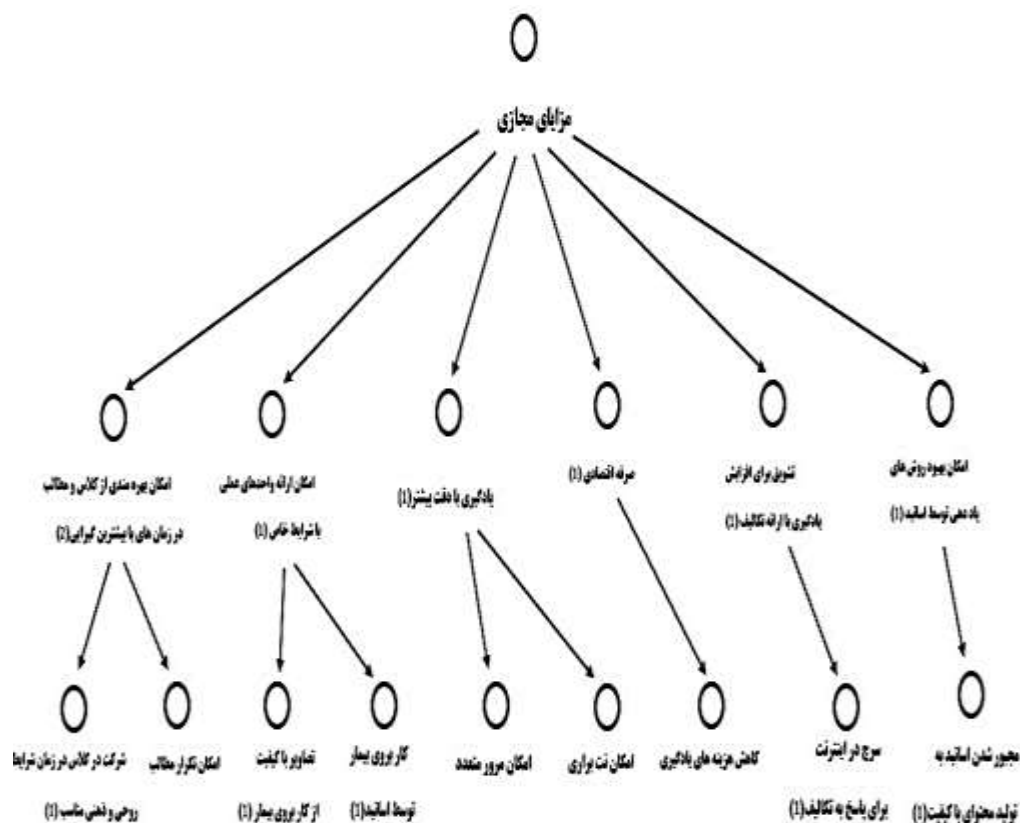 مزایای مجازی
امکان بهبود روش های
یاد دهی توسط اساتید (1)
تشویق برای افزایش
یادگیری با ارائه تکالیف(1)
صرفه اقتصادی (1)
یادگیری با دقت بیشتر(1)
امکان ارائه واحدهای عملی
با شرایط خاص (1)
امکان بهره مندی از کلاس و مطالب
در زمان های با بیشترین گیرایی(2)
مجبور شدن اساتید به
تولید محتوای با کیفیت(1)
سرچ در اینترنت
برای پاسخ به تکالیف(1)
کاهش هزینه های یادگیری
امکان نت براری
امکان مرور متعدد
کار بروی بیمار
توسط اساتید(1)
تصاویر با کیفیت
از کار بروی بیمار (1)
امکان تکرار مطالب
شرکت در کلاس در زمان شرایط
روحی و ذهنی مناسب (1)